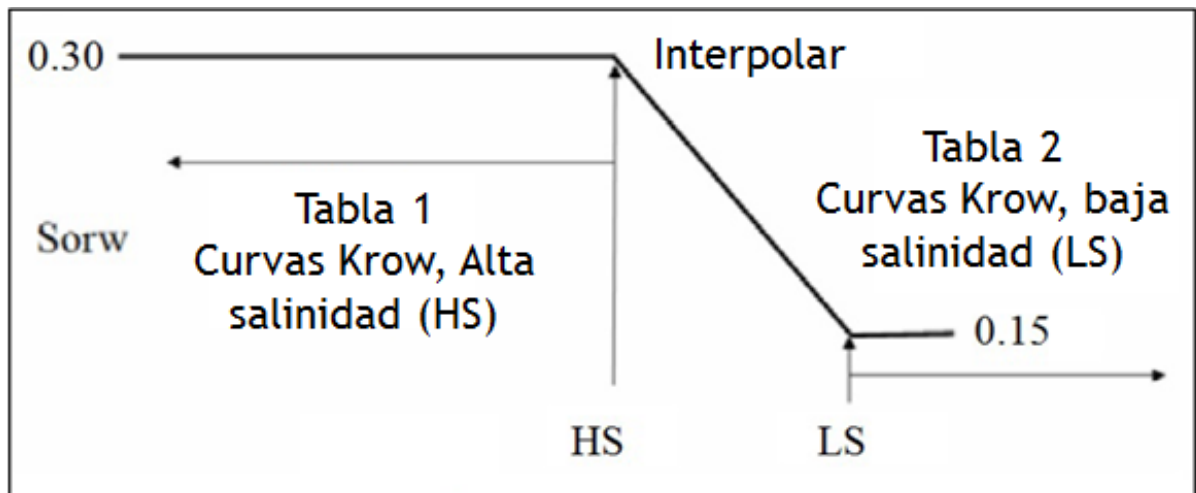 0.30
Interpolar
Tabla 1
Curvas Krow, Alta
salinidad (HS)
Sorw
Tabla 2
Curvas Krow, baja
salinidad (LS)
0.15
HS
LS